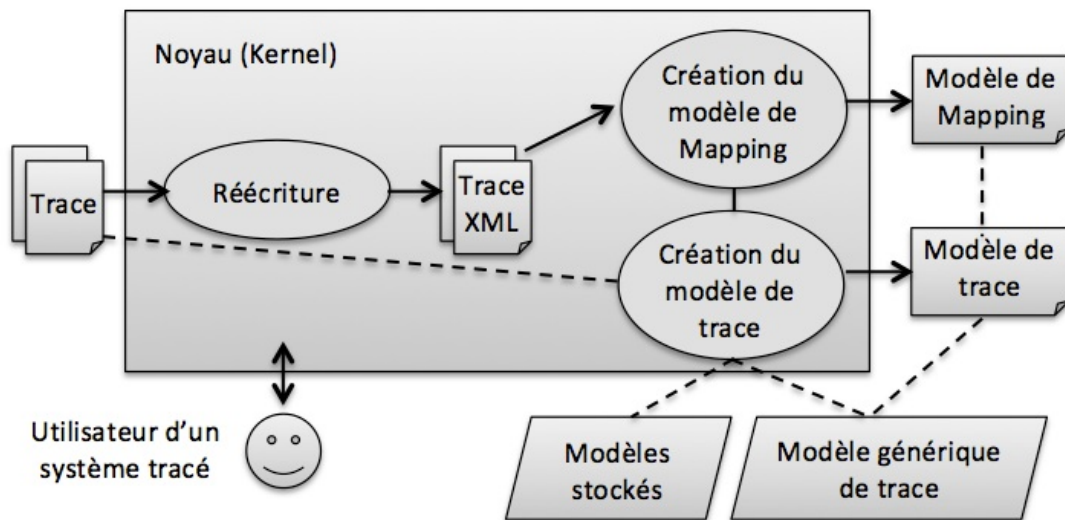 Noyau (Kernel)
Création du
modèle de
Mapping
Modèle de
Mapping
Trace
Réécriture
Trace
XML
Création du
modèle de
trace
Modèle de
trace
Utilisateur d'un
système tracé
Modèles
stockés
Modèle générique
de trace